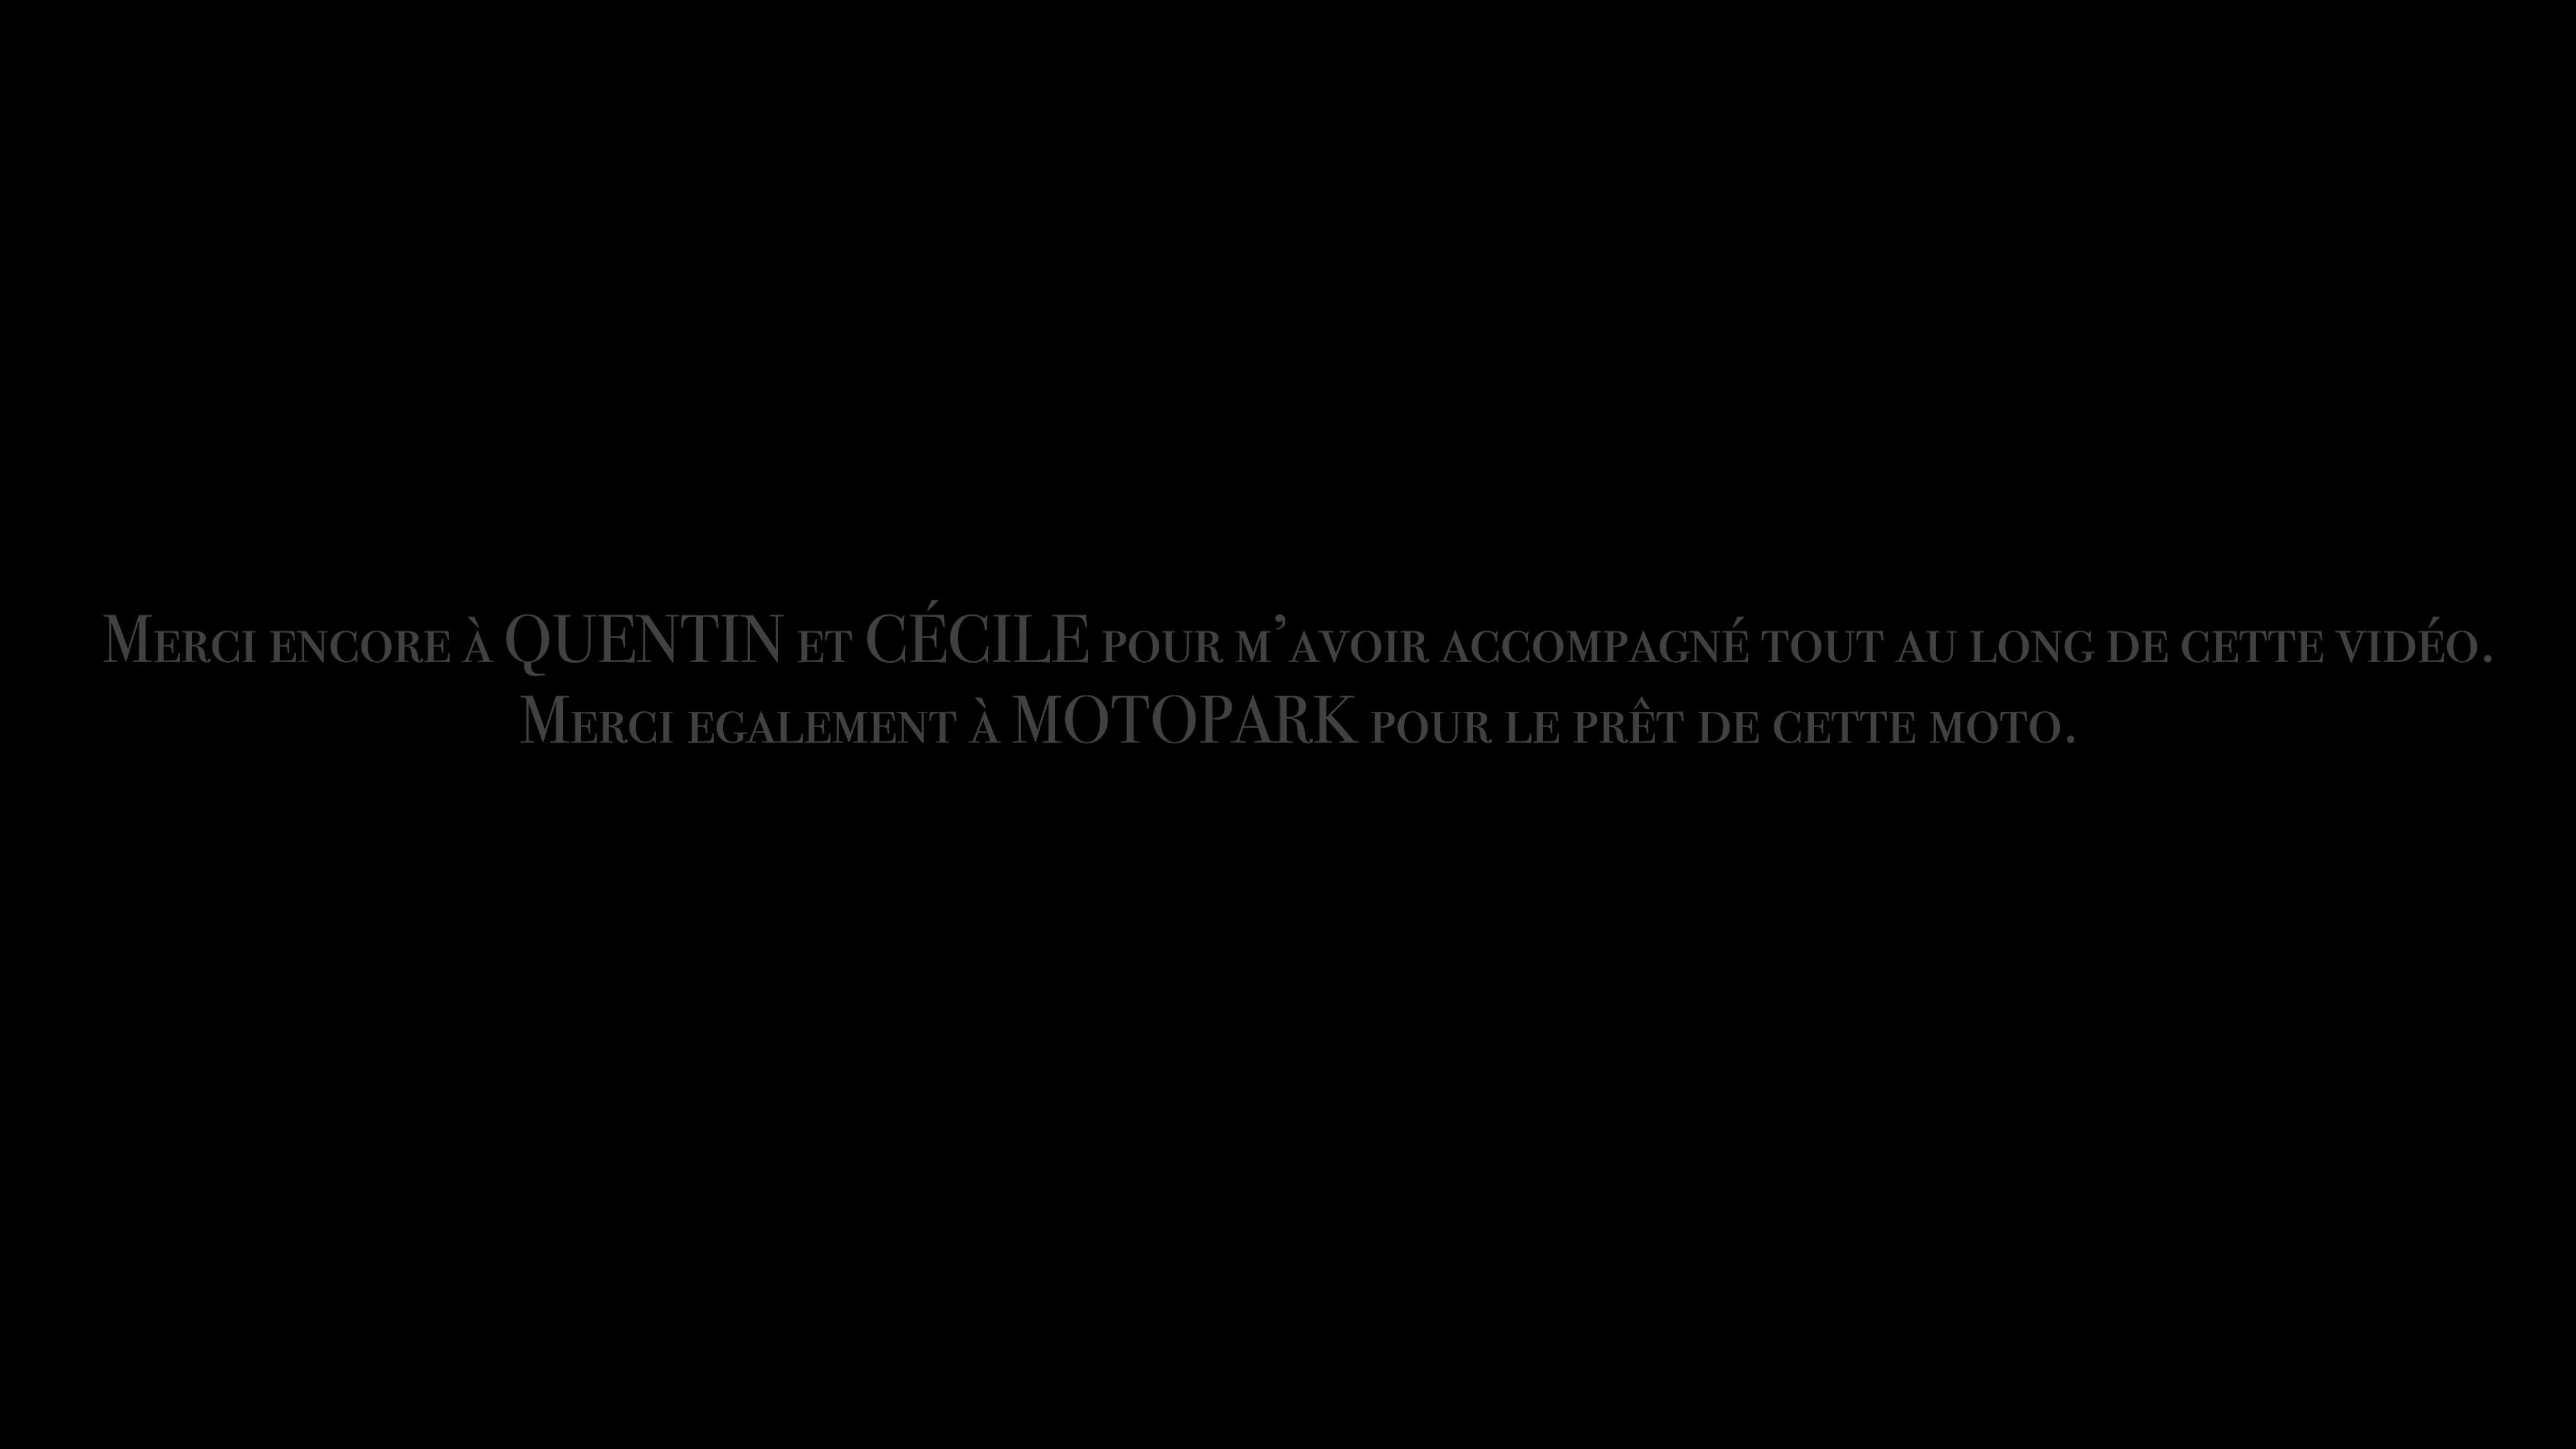 Merci encore à QUENTIN et CÉCILE pour m’avoir accompagné tout au long de cette vidéo.
Merci egalement à MOTOPARK pour le prêt de cette moto.